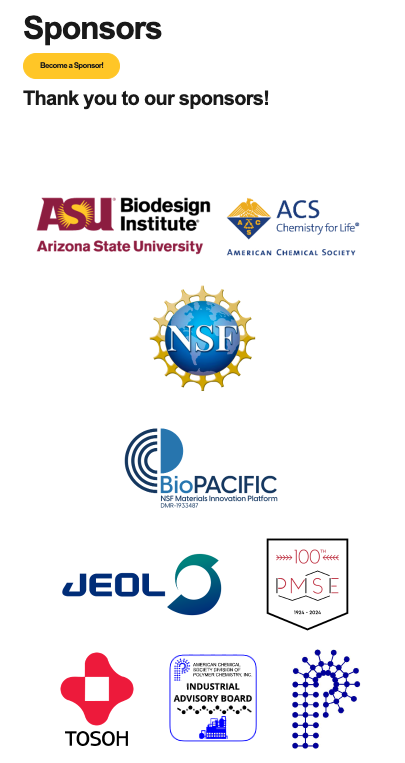 Sponsors
Become a Sponsor!
Thank you to our sponsors!
ASU® Biodesign
Institute®
Arizona State University
ACS
Chemistry for Life®
AMERICAN CHEMICAL SOCIETY
NSF
BioPACIFIC
NSF Materials Innovation Platform
DMR-1933487
JEOL
100TH
PMSE
1924 - 2024
TOSOH
AMERICAN CHEMICAL
SOCIETY DIVISION OF
POLYMER CHEMISTRY, INC.
INDUSTRIAL
ADVISORY BOARD